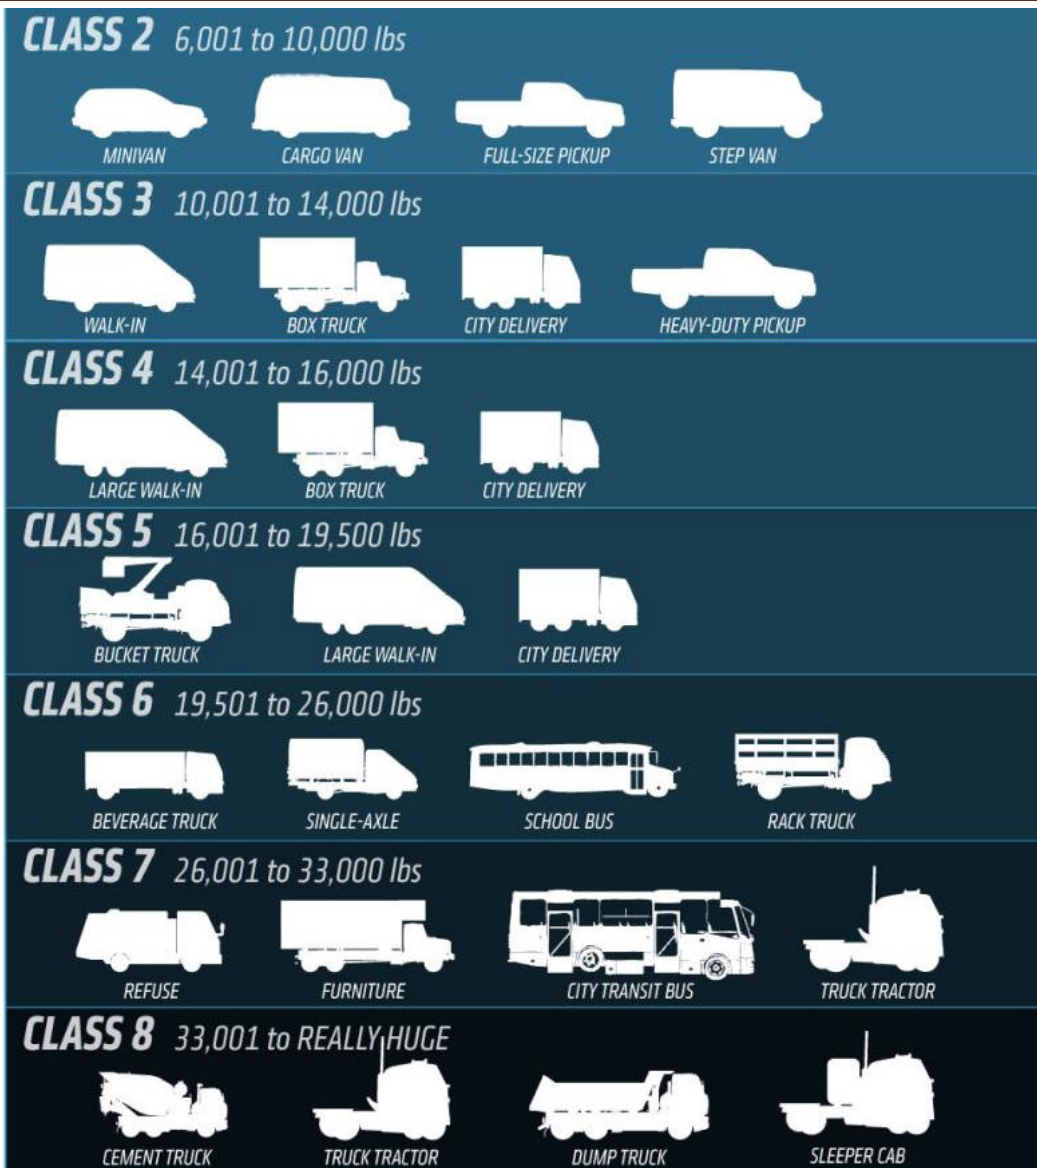 CLASS 2 6,001 to 10,000 lbs
MINIVAN CARGO VAN FULL-SIZE PICKUP STEP VAN
CLASS 3 10,001 to 14,000 lbs
WALK-IN BOX TRUCK CITY DELIVERY HEAVY-DUTY PICKUP
CLASS 4 14,001 to 16,000 lbs
LARGE WALK-IN BOX TRUCK CITY DELIVERY
CLASS 5 16,001 to 19,500 lbs
BUCKET TRUCK LARGE WALK-IN CITY DELIVERY
CLASS 6 19,501 to 26,000 lbs
BEVERAGE TRUCK SINGLE-AXLE SCHOOL BUS RACK TRUCK
CLASS 7 26,001 to 33,000 lbs
REFUSE FURNITURE CITY TRANSIT BUS TRUCK TRACTOR
CLASS 8 33,001 to REALLY HUGE
CEMENT TRUCK TRUCK TRACTOR DUMP TRUCK SLEEPER CAB